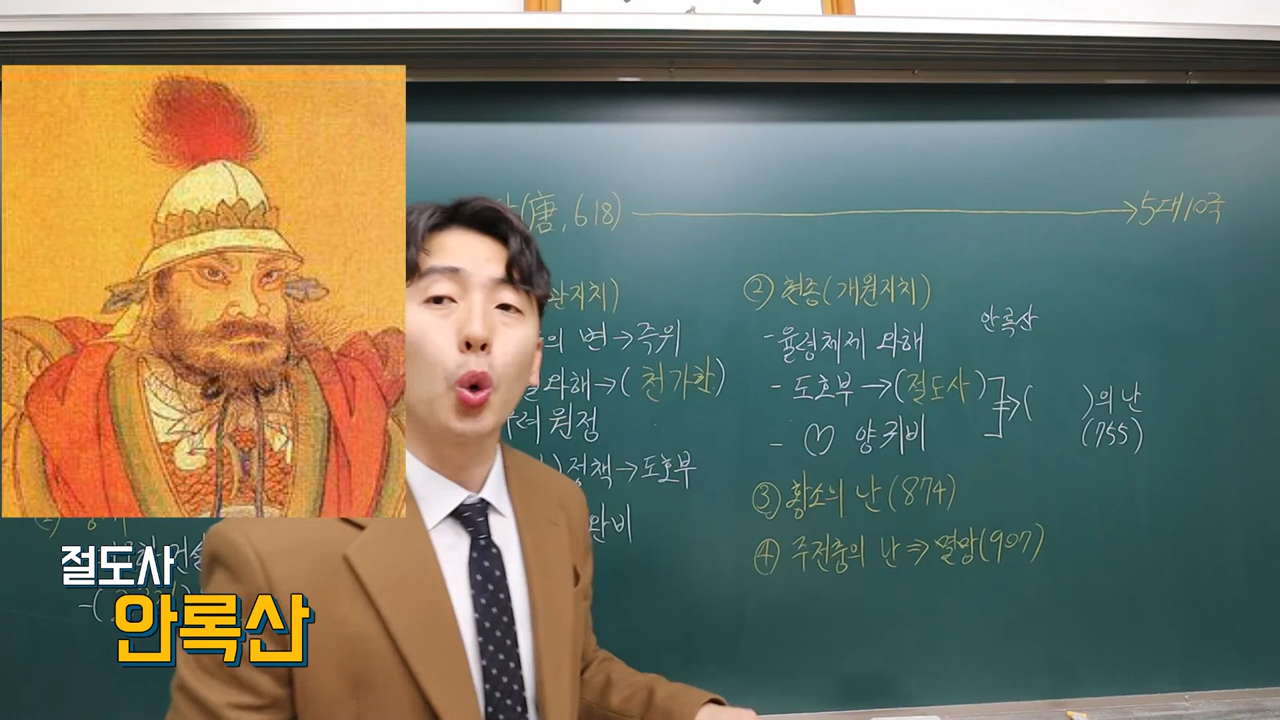 (唐, 618) → 5대10국
관지치)
의 변→즉위
와해→(천가한)
려원정
)정책→도호부
완비
② 현종(개원지치)
안록산
-율령체제 와해
- 도호부→(절도사)
⇒( )의 난
- ♡ 양귀비
(755)
③ 황소의 난(874)
④ 주전충의 난⇒멸망(907)
절도사
안록산